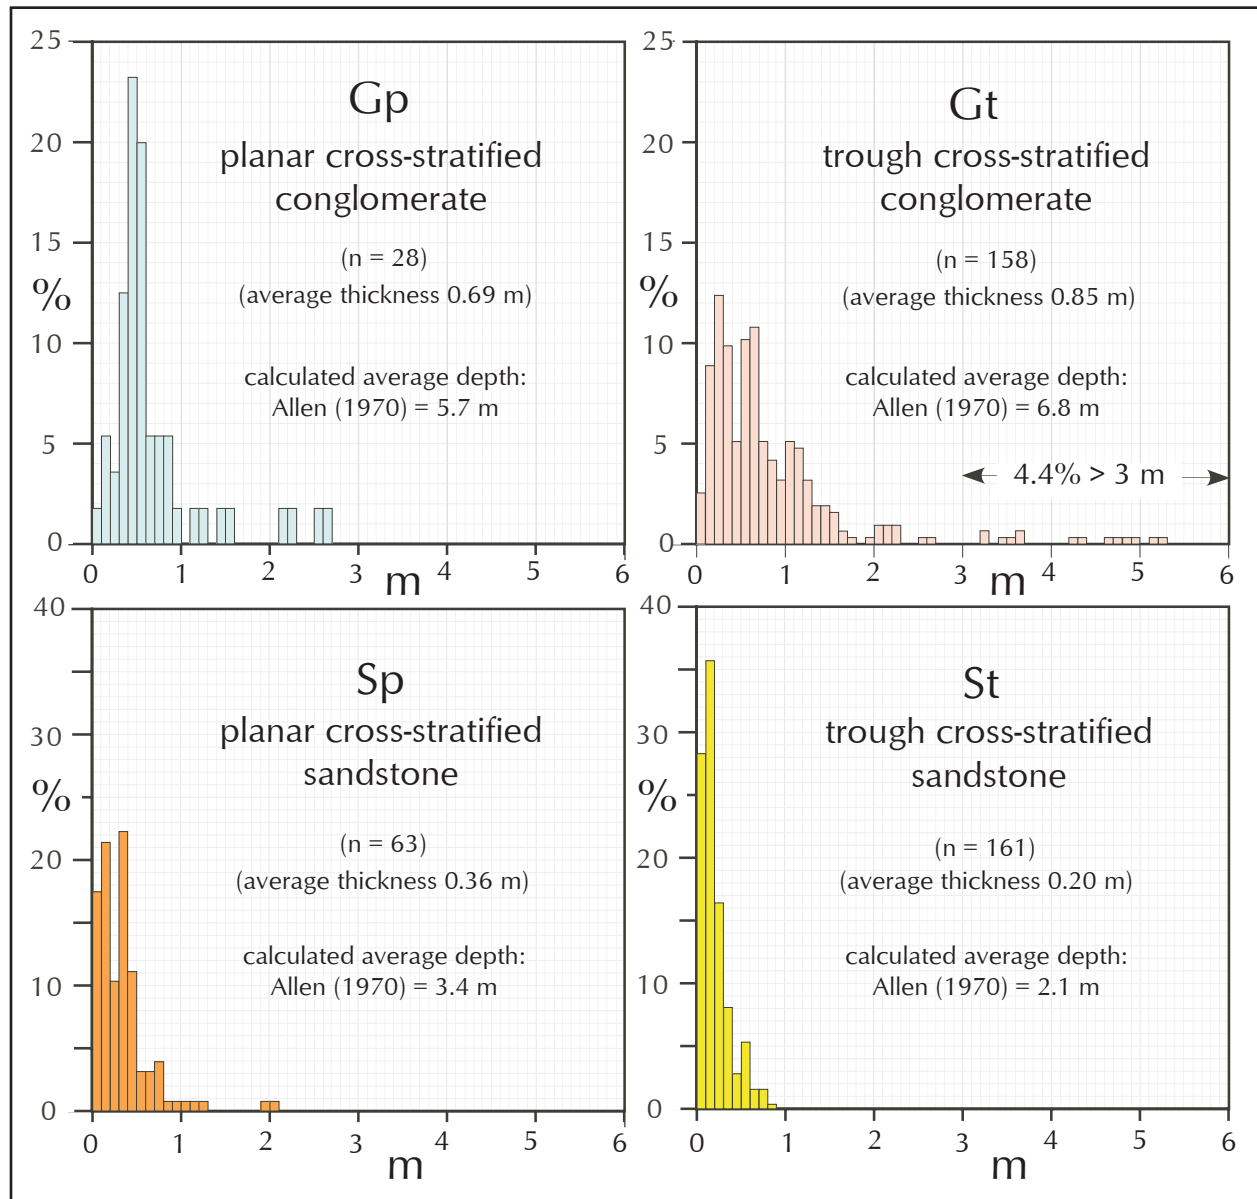 25
20
15
%
10
5
0
Gp
planar cross-stratified
conglomerate
(n = 28)
(average thickness 0.69 m)
calculated average depth:
Allen (1970) = 5.7 m
0 1 2 3 4 5 6
m
25
20
15
%
10
5
0
Gt
trough cross-stratified
conglomerate
(n = 158)
(average thickness 0.85 m)
calculated average depth:
Allen (1970) = 6.8 m
4.4% > 3 m
0 1 2 3 4 5 6
m
40
30
%
20
10
0
Sp
planar cross-stratified
sandstone
(n = 63)
(average thickness 0.36 m)
calculated average depth:
Allen (1970) = 3.4 m
0 1 2 3 4 5 6
m
40
30
%
20
10
0
St
trough cross-stratified
sandstone
(n = 161)
(average thickness 0.20 m)
calculated average depth:
Allen (1970) = 2.1 m
0 1 2 3 4 5 6
m